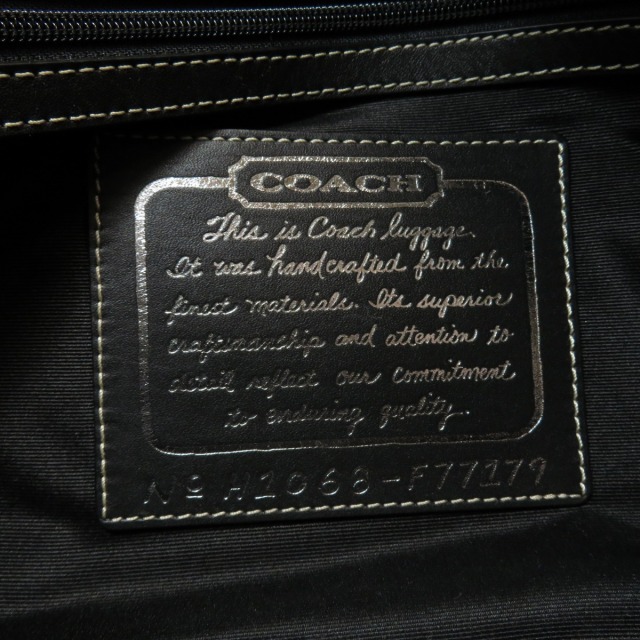 COACH
This is Coach luggage.
It was handcrafted from the
finest materials. Its superior
craftsmanship and attention to
detail reflect our commitment
to enduring quality.
Nº H1068-F77179